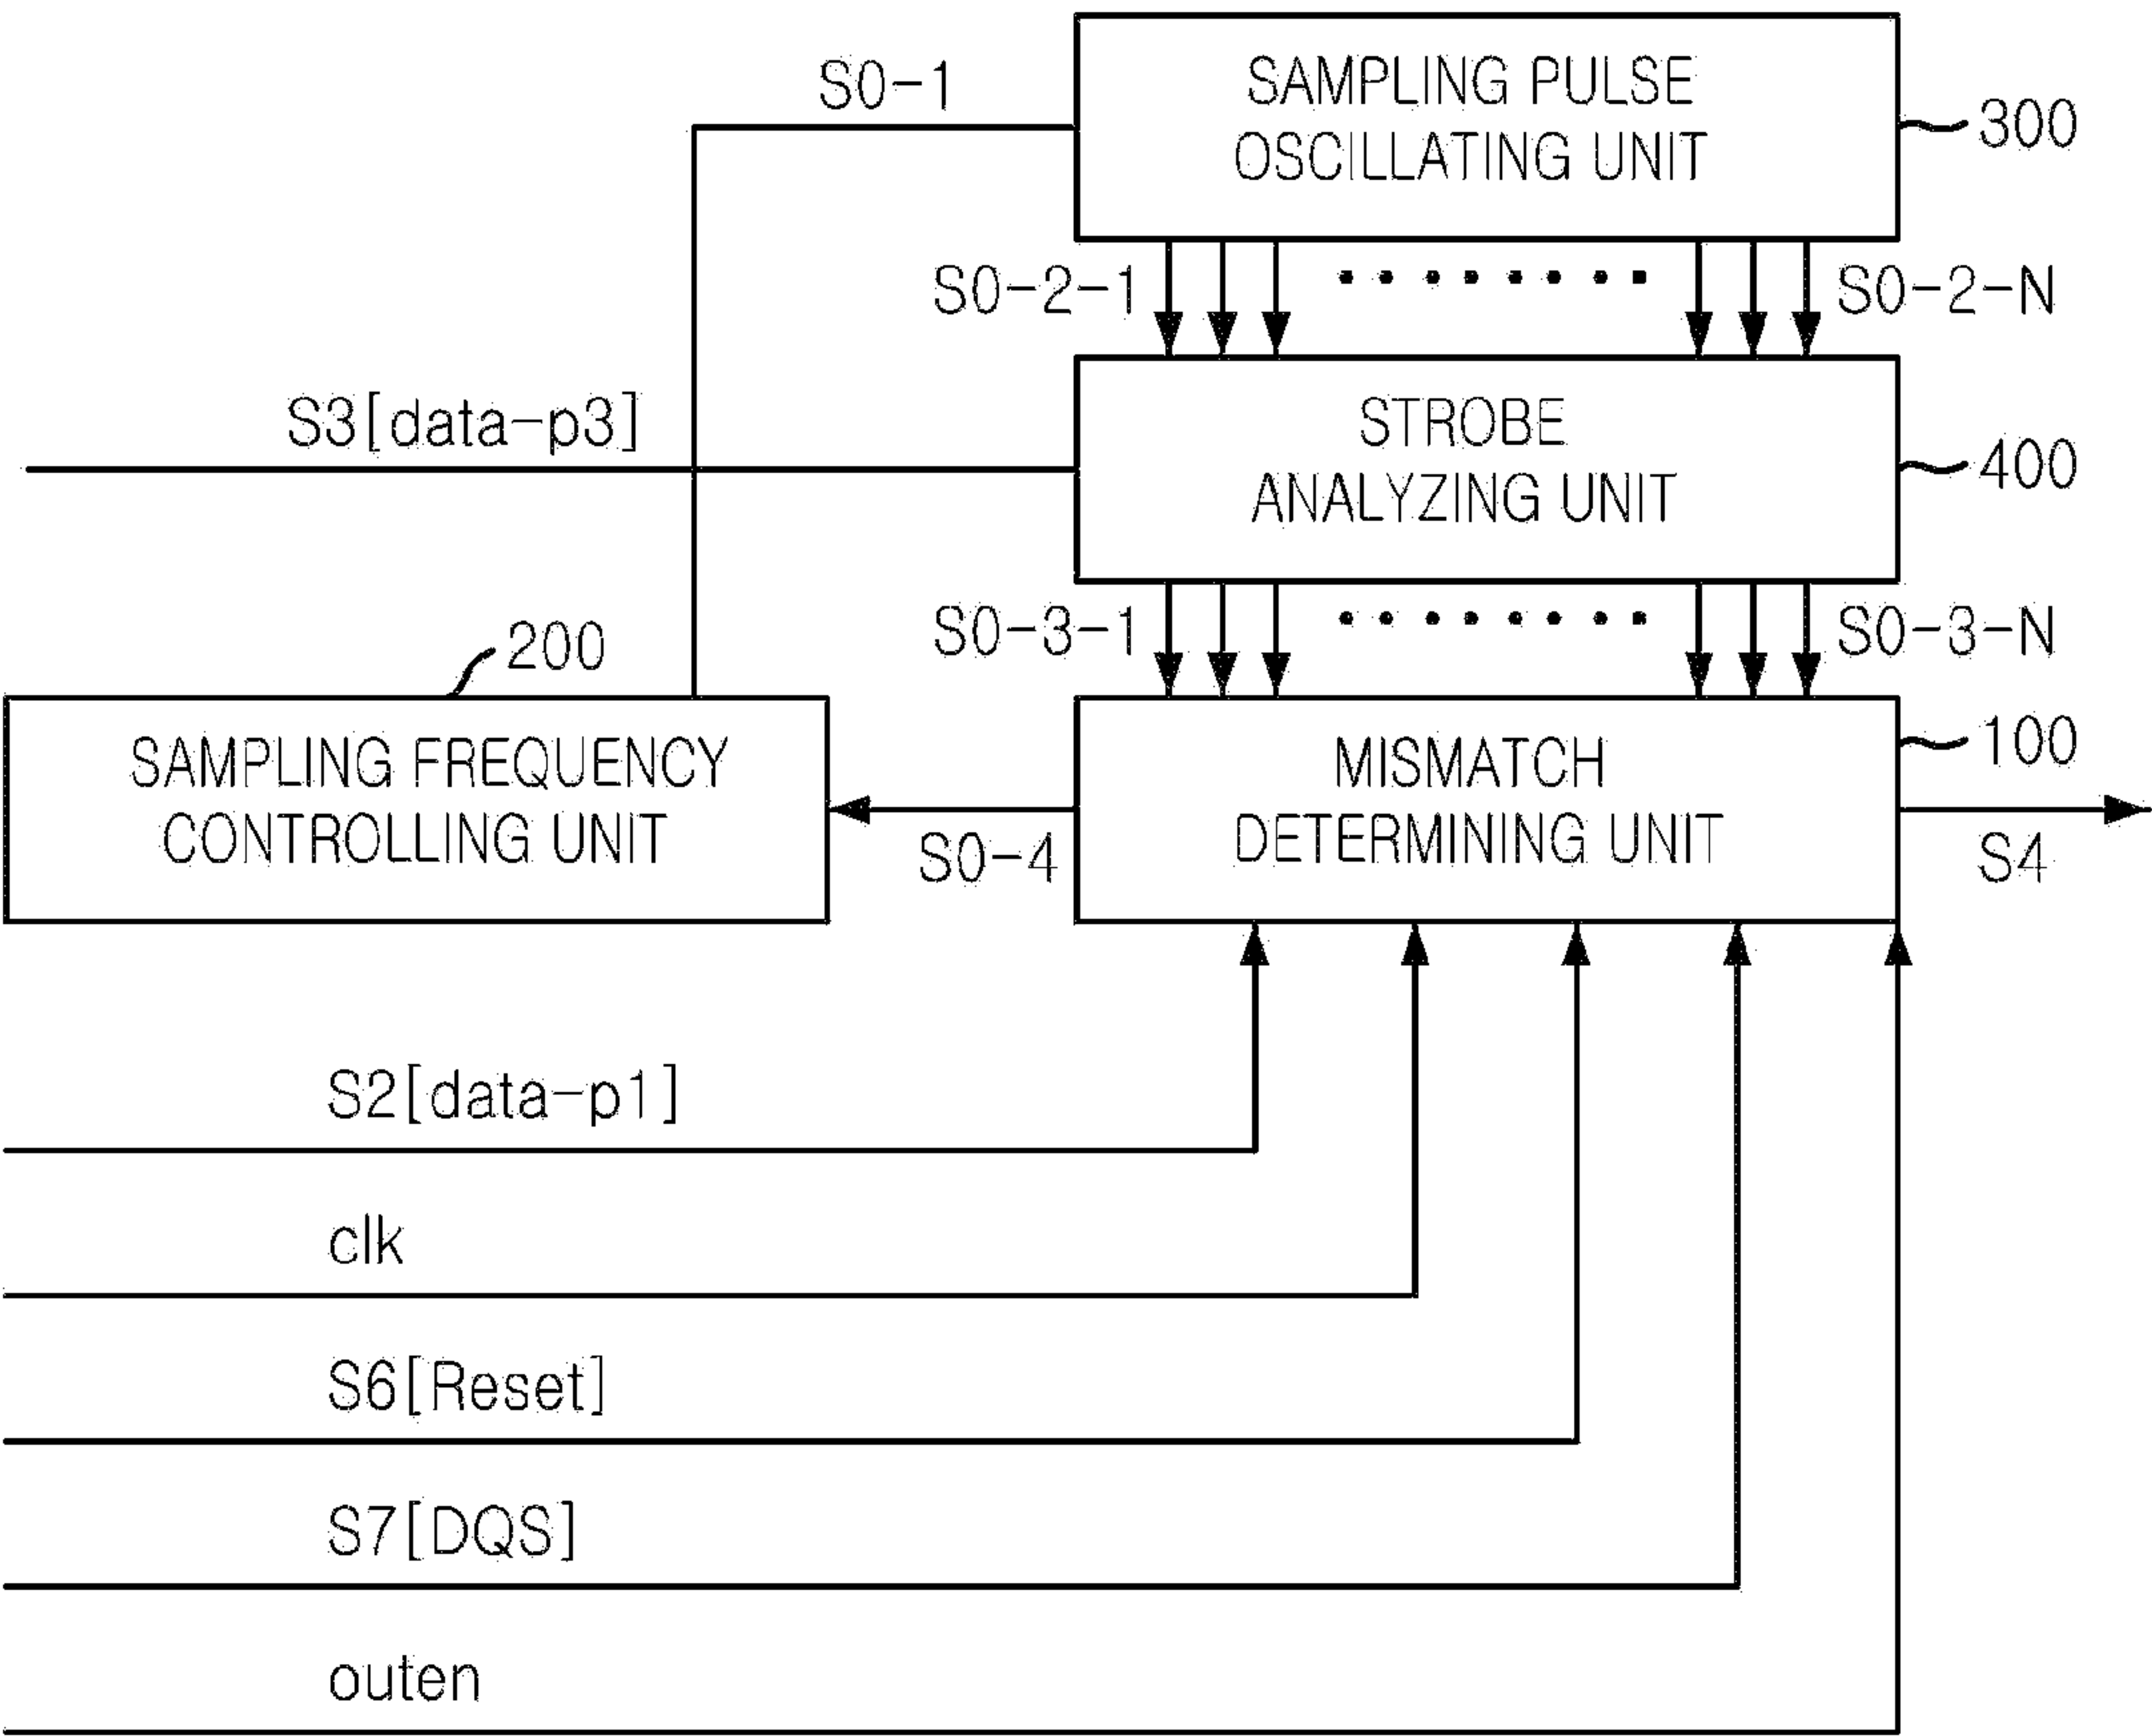 SAMPLING PULSE
OSCILLATING UNIT
S0-1
300
S0-2-1
S0-2-N
S3[data-p3]
STROBE
ANALYZING UNIT
400
S0-3-1
S0-3-N
200
SAMPLING FREQUENCY
CONTROLLING UNIT
MISMATCH
DETERMINING UNIT
100
S0-4
S4
S2[data-p1]
clk
S6[Reset]
S7[DQS]
outen